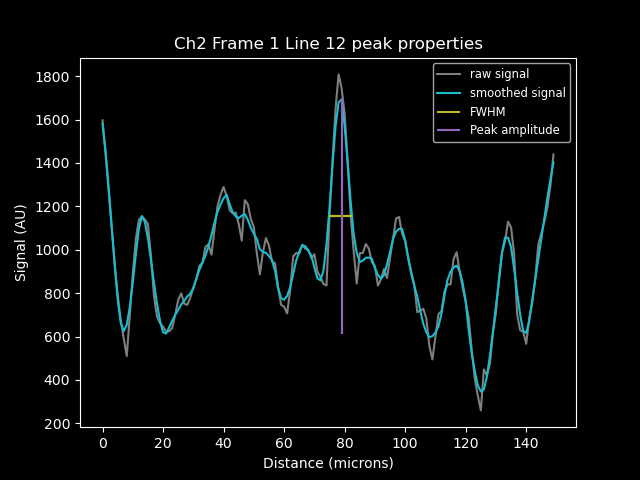 Ch2 Frame 1 Line 12 peak properties
raw signal
smoothed signal
FWHM
Peak amplitude
Signal (AU)
1800
1600
1400
1200
1000
800
600
400
200
0 20 40 60 80 100 120 140
Distance (microns)